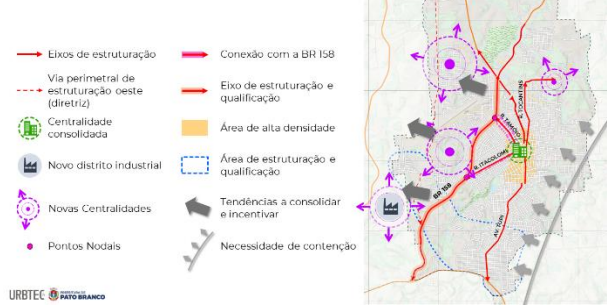 Eixos de estruturação
Via perimetral de
estruturação oeste
(diretriz)
Centralidade
consolidada
Novo distrito industrial
Novas Centralidades
Pontos Nodais
Conexão com a BR 158
Eixo de estruturação e
qualificação
Área de alta densidade
Área de estruturação e
qualificação
Tendências a consolidar
e incentivar
Necessidade de contenção
URBTEC
PATO BRANCO
R. TOCANTINS
R. TAMOIO
R. ITACOLOMI
BR 158
AV. TUPI